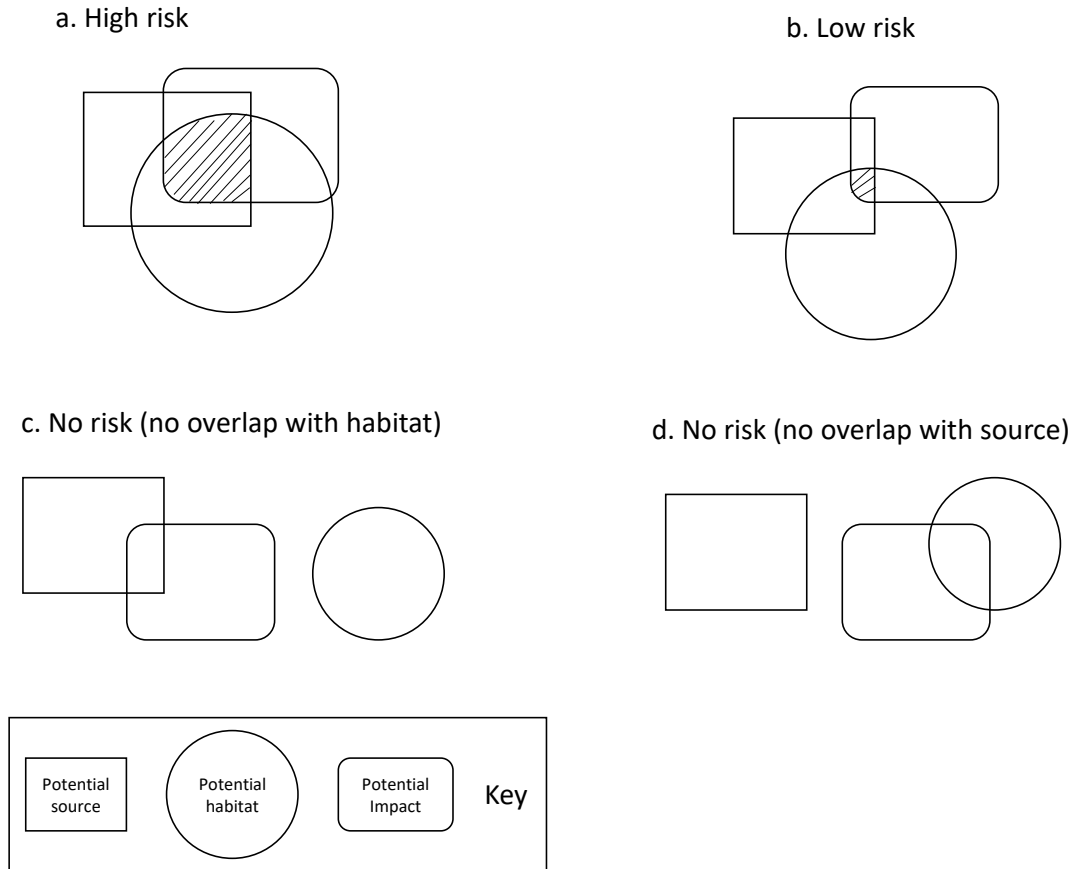 a. High risk
b. Low risk
c. No risk (no overlap with habitat)
d. No risk (no overlap with source)
Potential
source
Potential
habitat
Potential
Impact
Key